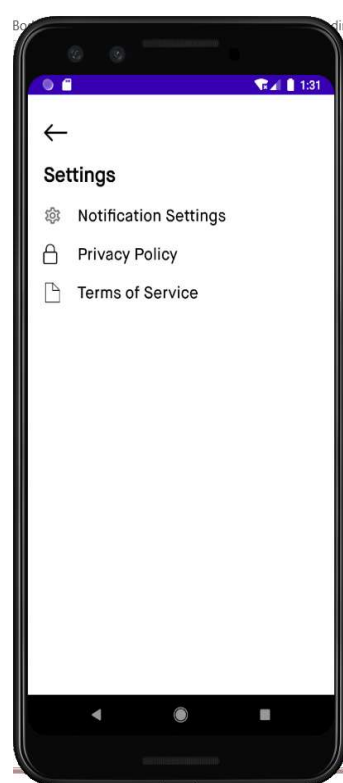 1:31
Settings
Notification Settings
Privacy Policy
Terms of Service